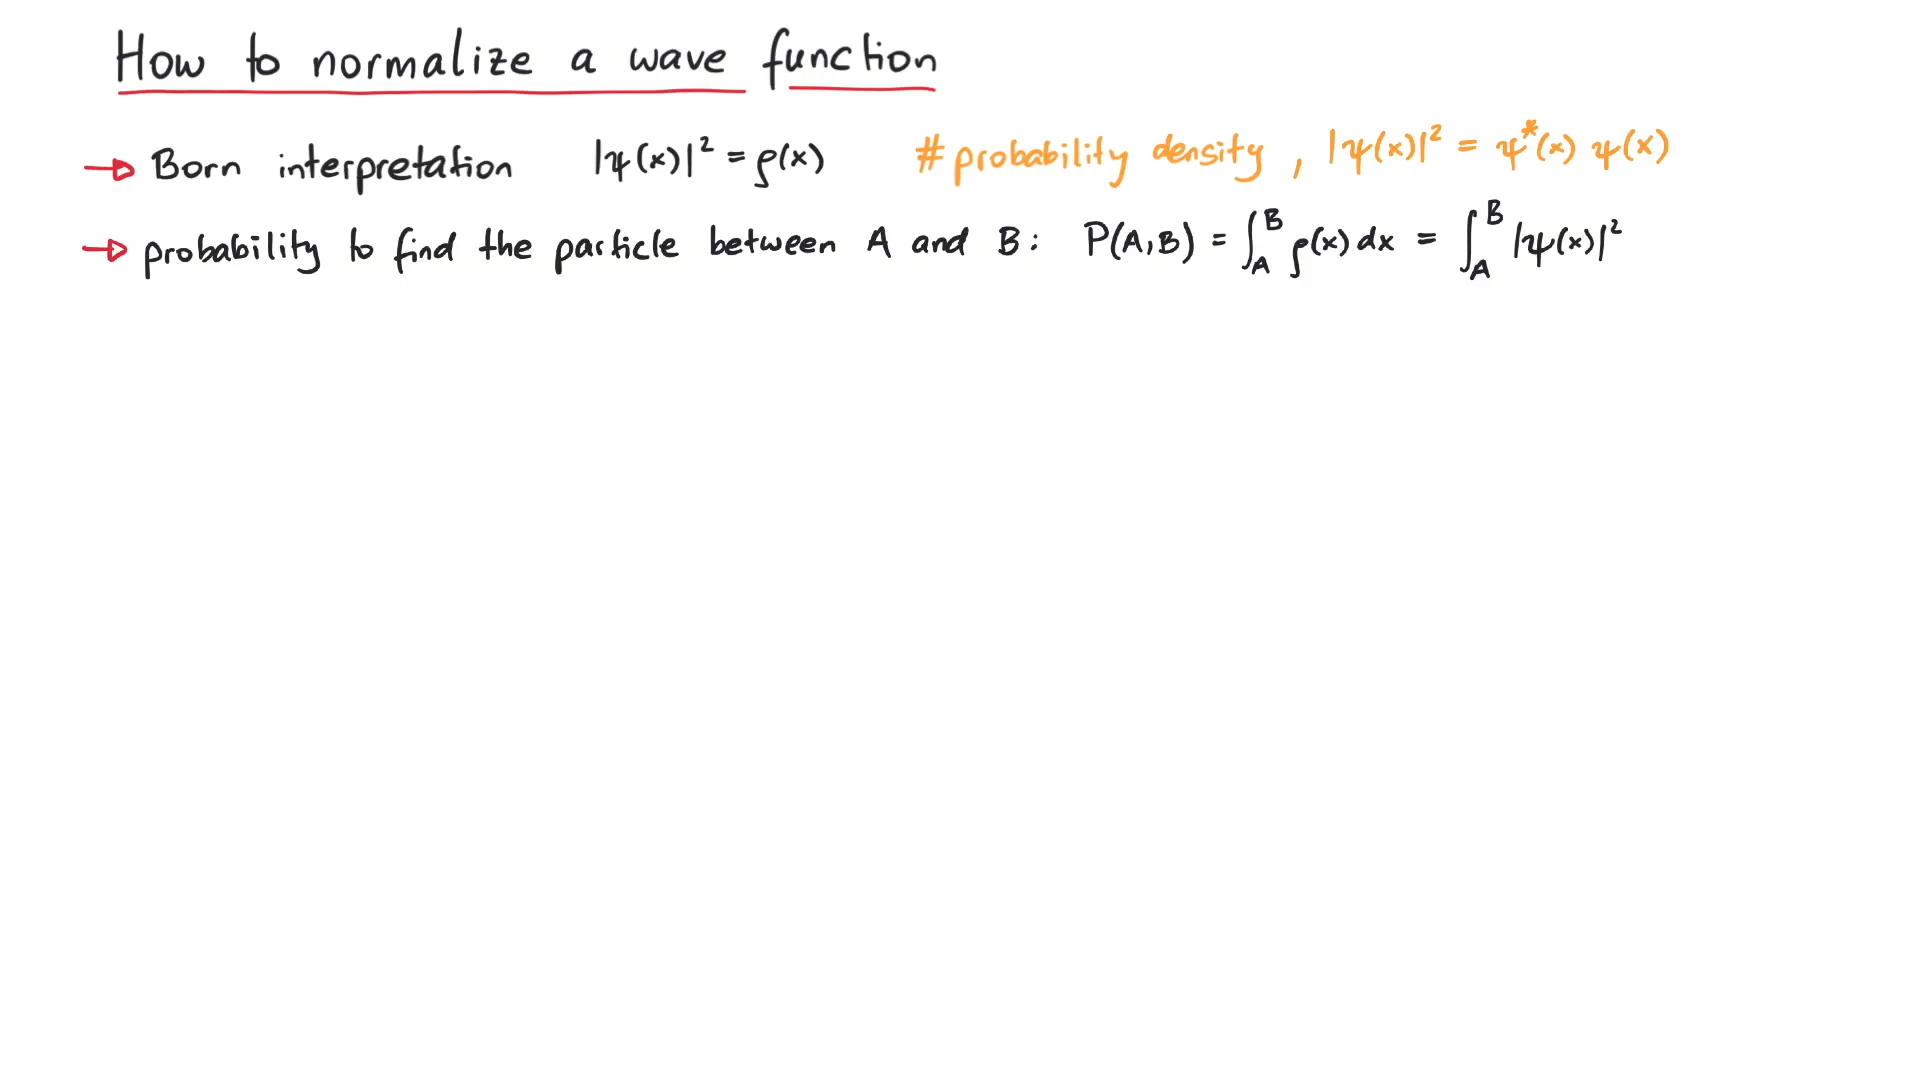 How to normalize a wave function
→ Born interpretation |ψ(x)|² = ρ(x) # probability density , |ψ(x)|² = ψ*(x) ψ(x)
→ probability to find the particle between A and B: P(A,B) = ∫_A^B ρ(x) dx = ∫_A^B |ψ(x)|²